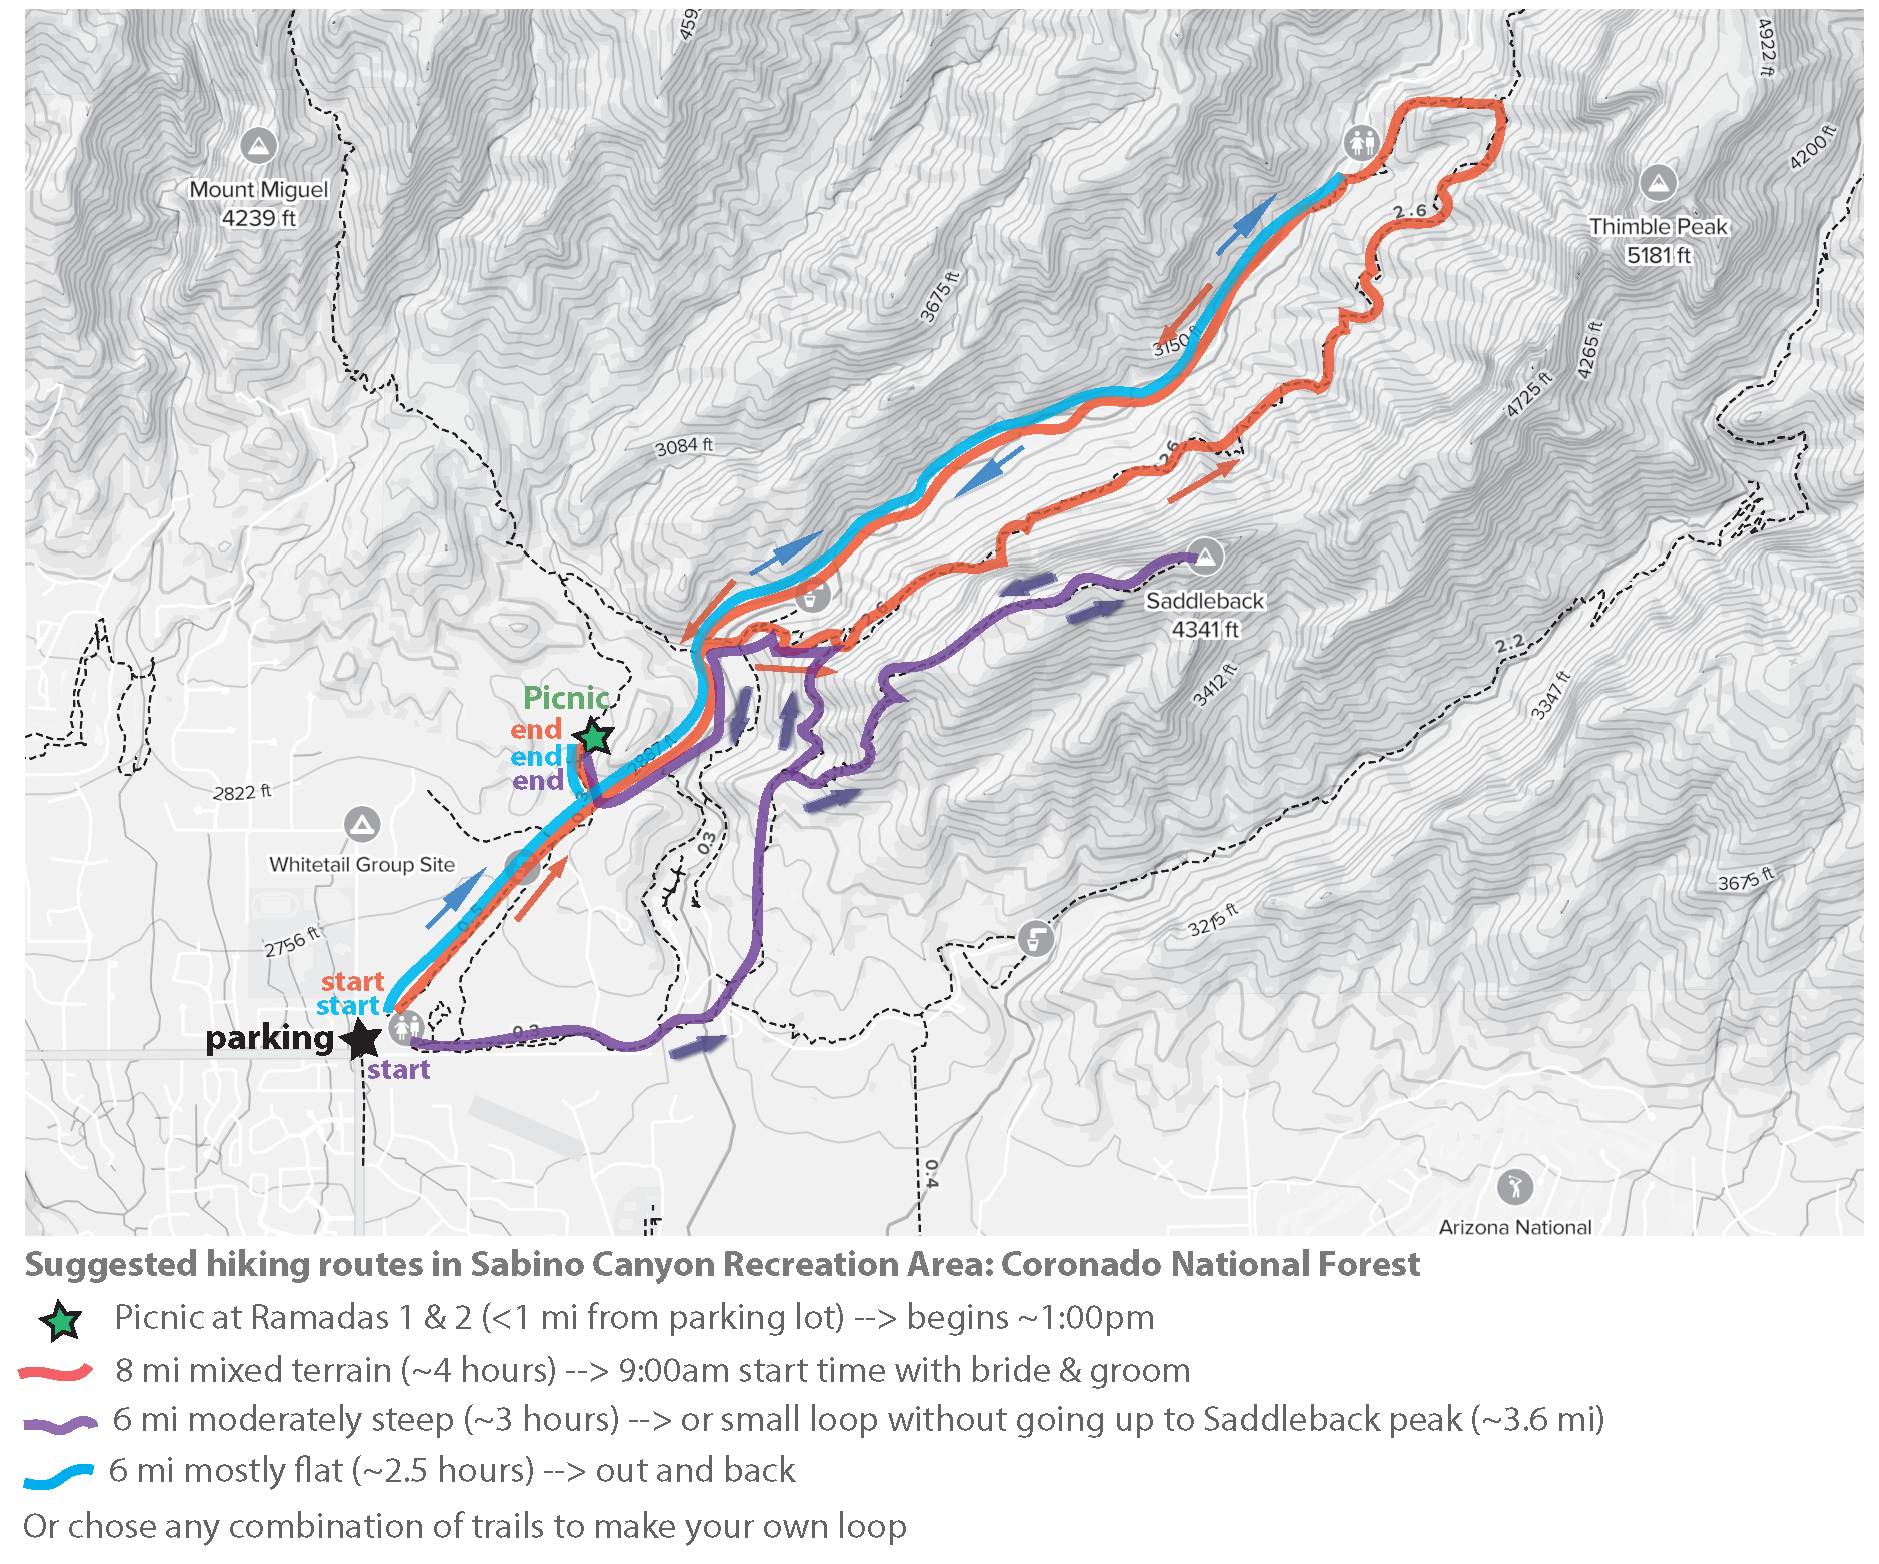 459
4922 ft
Mount Miguel
4239 ft
4200 ft
2.6
Thimble Peak
5181 ft
3675 ft
3150 ft
4265 ft
4725 ft
3084 ft
2.6
Saddleback
4341 ft
2.2
3412 ft
3347 ft
Picnic
end
end
end
2887 ft
2822 ft
0.3
Whitetail Group Site
3675 ft
0.5
3215 ft
2756 ft
start
start
parking
0.3
start
0.4
Arizona National
Suggested hiking routes in Sabino Canyon Recreation Area: Coronado National Forest
Picnic at Ramadas 1 & 2 (<1 mi from parking lot) --> begins ~1:00pm
8 mi mixed terrain (~4 hours) --> 9:00am start time with bride & groom
6 mi moderately steep (~3 hours) --> or small loop without going up to Saddleback peak (~3.6 mi)
6 mi mostly flat (~2.5 hours) --> out and back
Or chose any combination of trails to make your own loop